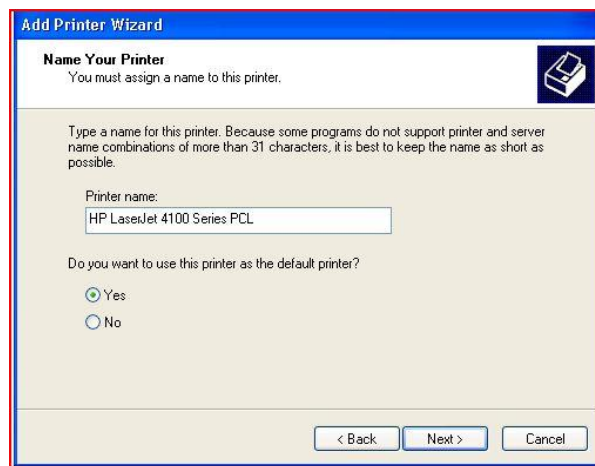 Add Printer Wizard
Name Your Printer
You must assign a name to this printer.
Type a name for this printer. Because some programs do not support printer and server
name combinations of more than 31 characters, it is best to keep the name as short as
possible.
Printer name:
HP LaserJet 4100 Series PCL
Do you want to use this printer as the default printer?
Yes
No
< Back Next > Cancel